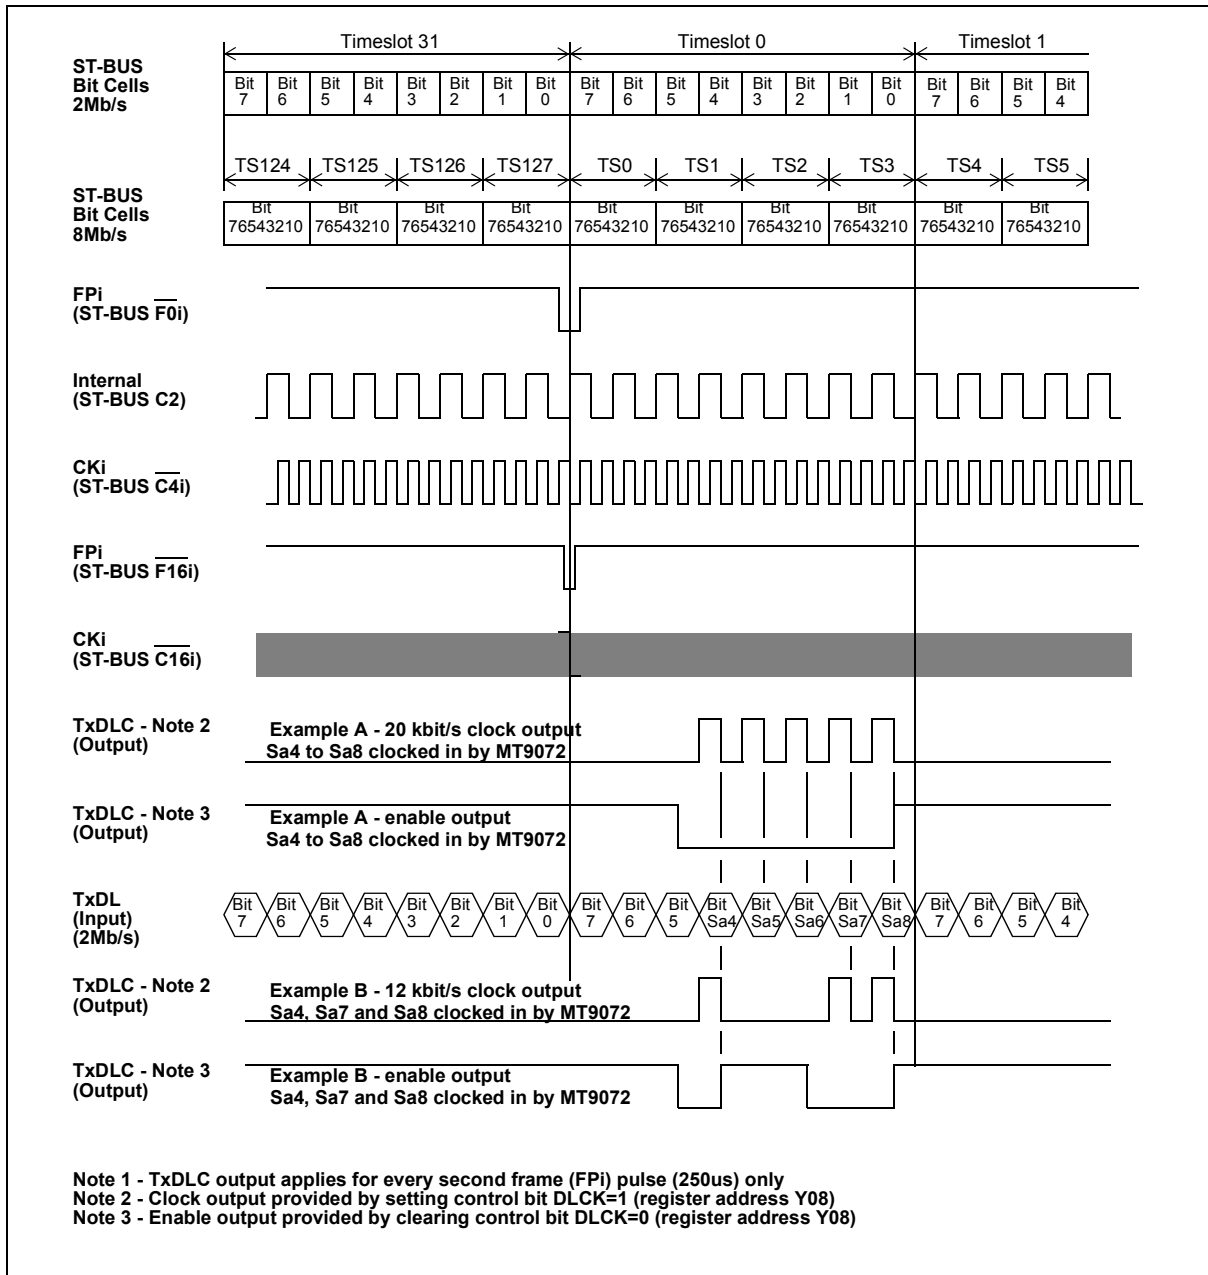 Timeslot 31 Timeslot 0 Timeslot 1
ST-BUS
Bit Cells
2Mb/s
Bit Bit Bit Bit Bit Bit Bit Bit Bit Bit Bit Bit Bit Bit Bit Bit Bit Bit Bit Bit
7 6 5 4 3 2 1 0 7 6 5 4 3 2 1 0 7 6 5 4
TS124 TS125 TS126 TS127 TS0 TS1 TS2 TS3 TS4 TS5
ST-BUS
Bit Cells
8Mb/s
Bit Bit Bit Bit Bit Bit Bit Bit Bit Bit
76543210 76543210 76543210 76543210 76543210 76543210 76543210 76543210 76543210 76543210
FPi
(ST-BUS F0i)
Internal
(ST-BUS C2)
CKi
(ST-BUS C4i)
FPi
(ST-BUS F16i)
CKi
(ST-BUS C16i)
TxDLC - Note 2
(Output)
Example A - 20 kbit/s clock output
Sa4 to Sa8 clocked in by MT9072
TxDLC - Note 3
(Output)
Example A - enable output
Sa4 to Sa8 clocked in by MT9072
TxDL
(Input)
(2Mb/s)
Bit Bit Bit Bit Bit Bit Bit Bit Bit Bit Bit Bit Bit Bit Bit Bit Bit Bit Bit Bit
7 6 5 4 3 2 1 0 7 6 5 Sa4 Sa5 Sa6 Sa7 Sa8 7 6 5 4
TxDLC - Note 2
(Output)
Example B - 12 kbit/s clock output
Sa4, Sa7 and Sa8 clocked in by MT9072
TxDLC - Note 3
(Output)
Example B - enable output
Sa4, Sa7 and Sa8 clocked in by MT9072
Note 1 - TxDLC output applies for every second frame (FPi) pulse (250us) only
Note 2 - Clock output provided by setting control bit DLCK=1 (register address Y08)
Note 3 - Enable output provided by clearing control bit DLCK=0 (register address Y08)